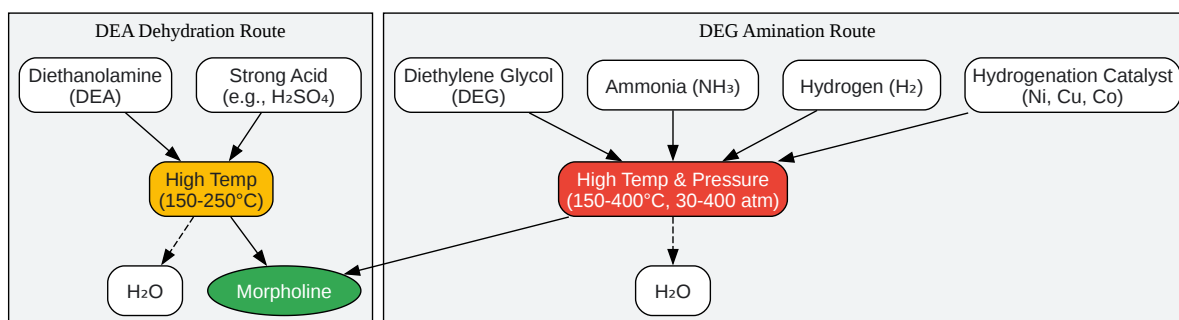 DEA Dehydration Route
Diethanolamine
(DEA)
Strong Acid
(e.g., H₂SO₄)
High Temp
(150-250°C)
H₂O
Morpholine
DEG Amination Route
Diethylene Glycol
(DEG)
Ammonia (NH₃)
Hydrogen (H₂)
Hydrogenation Catalyst
(Ni, Cu, Co)
High Temp & Pressure
(150-400°C, 30-400 atm)
H₂O